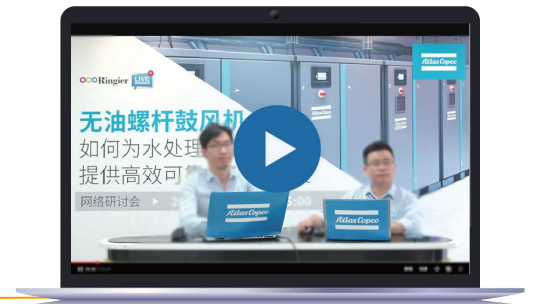 Ringier LIVE
Atlas Copco
无油螺杆鼓风机
如何为水处理
提供高效可
网络研讨会
Atlas Copco
Atlas Copco